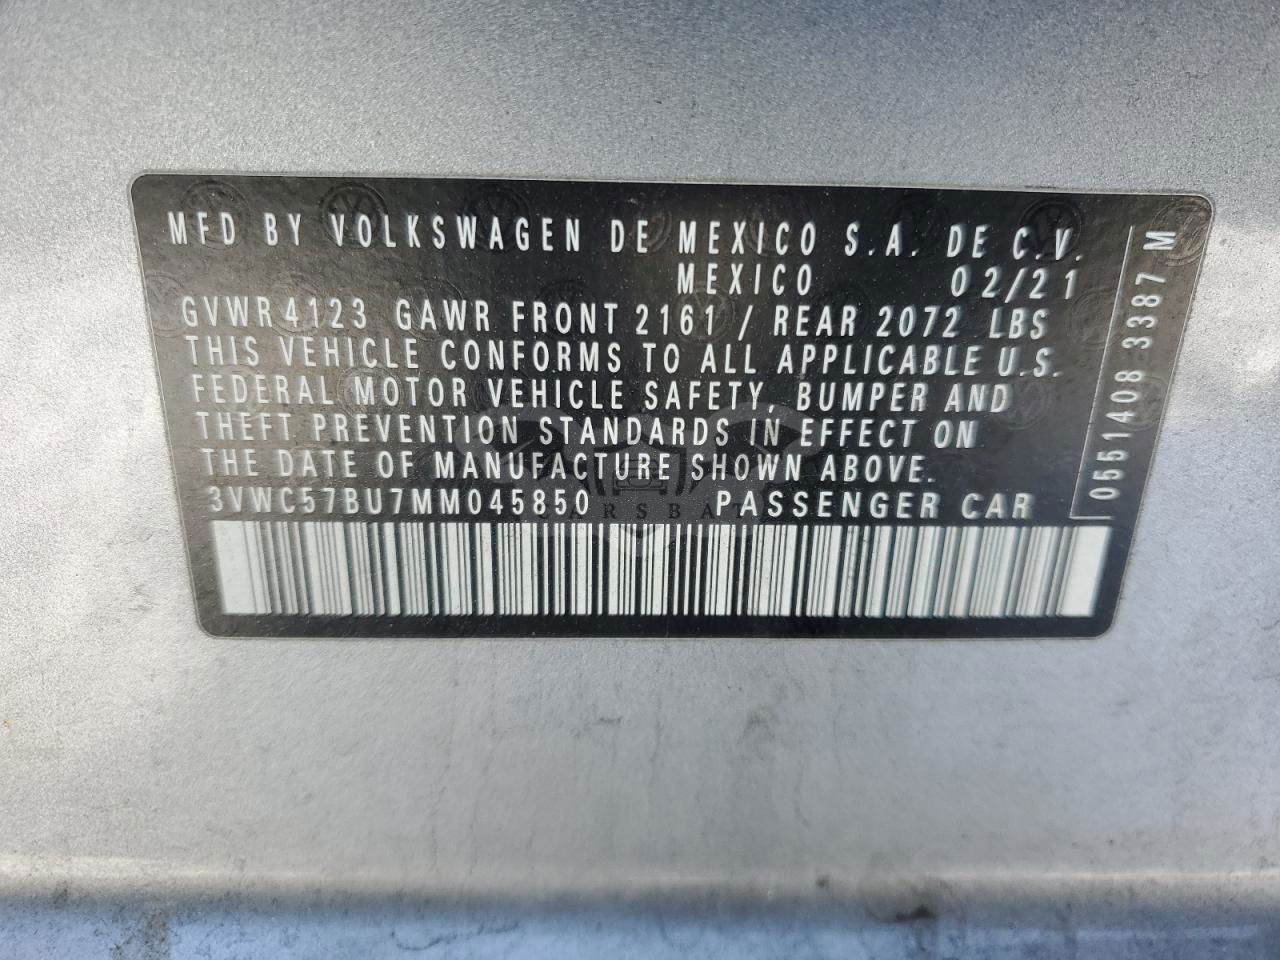 MFD BY VOLKSWAGEN DE MEXICO S.A. DE C.V.
MEXICO 02/21
GVWR 4123 GAWR FRONT 2161 / REAR 2072 LBS
THIS VEHICLE CONFORMS TO ALL APPLICABLE U.S.
FEDERAL MOTOR VEHICLE SAFETY, BUMPER AND
THEFT PREVENTION STANDARDS IN EFFECT ON
THE DATE OF MANUFACTURE SHOWN ABOVE.
3VWC57BU7MM045850 PASSENGER CAR
0551408 3387 M
CARSBAT